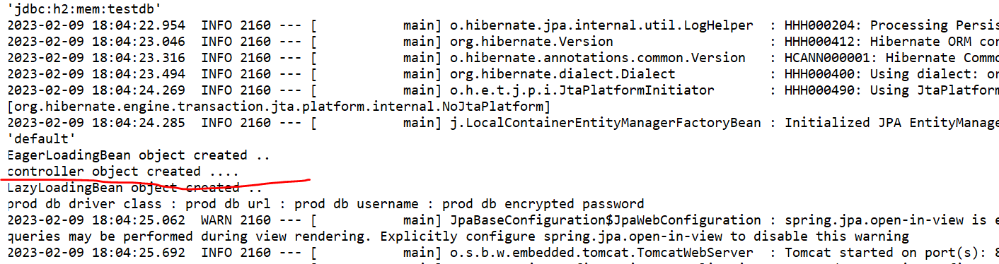 'jdbc:h2:mem:testdb'
2023-02-09 18:04:22.954  INFO 2160 --- [           main] o.hibernate.jpa.internal.util.LogHelper  : HHH000204: Processing Persis
2023-02-09 18:04:23.046  INFO 2160 --- [           main] org.hibernate.Version                    : HHH000412: Hibernate ORM cor
2023-02-09 18:04:23.316  INFO 2160 --- [           main] o.hibernate.annotations.common.Version   : HCANN000001: Hibernate Commo
2023-02-09 18:04:23.494  INFO 2160 --- [           main] org.hibernate.dialect.Dialect            : HHH000400: Using dialect: or
2023-02-09 18:04:24.269  INFO 2160 --- [           main] o.h.e.t.j.p.i.JtaPlatformInitiator       : HHH000490: Using JtaPlatform
[org.hibernate.engine.transaction.jta.platform.internal.NoJtaPlatform]
2023-02-09 18:04:24.285  INFO 2160 --- [           main] j.LocalContainerEntityManagerFactoryBean : Initialized JPA EntityManage
'default'
EagerLoadingBean object created ..
controller object created ....
LazyLoadingBean object created ..
prod db driver class : prod db url : prod db username : prod db encrypted password
2023-02-09 18:04:25.062  WARN 2160 --- [           main] JpaBaseConfiguration$JpaWebConfiguration : spring.jpa.open-in-view is e
queries may be performed during view rendering. Explicitly configure spring.jpa.open-in-view to disable this warning
2023-02-09 18:04:25.692  INFO 2160 --- [           main] o.s.b.w.embedded.tomcat.TomcatWebServer  : Tomcat started on port(s): 8